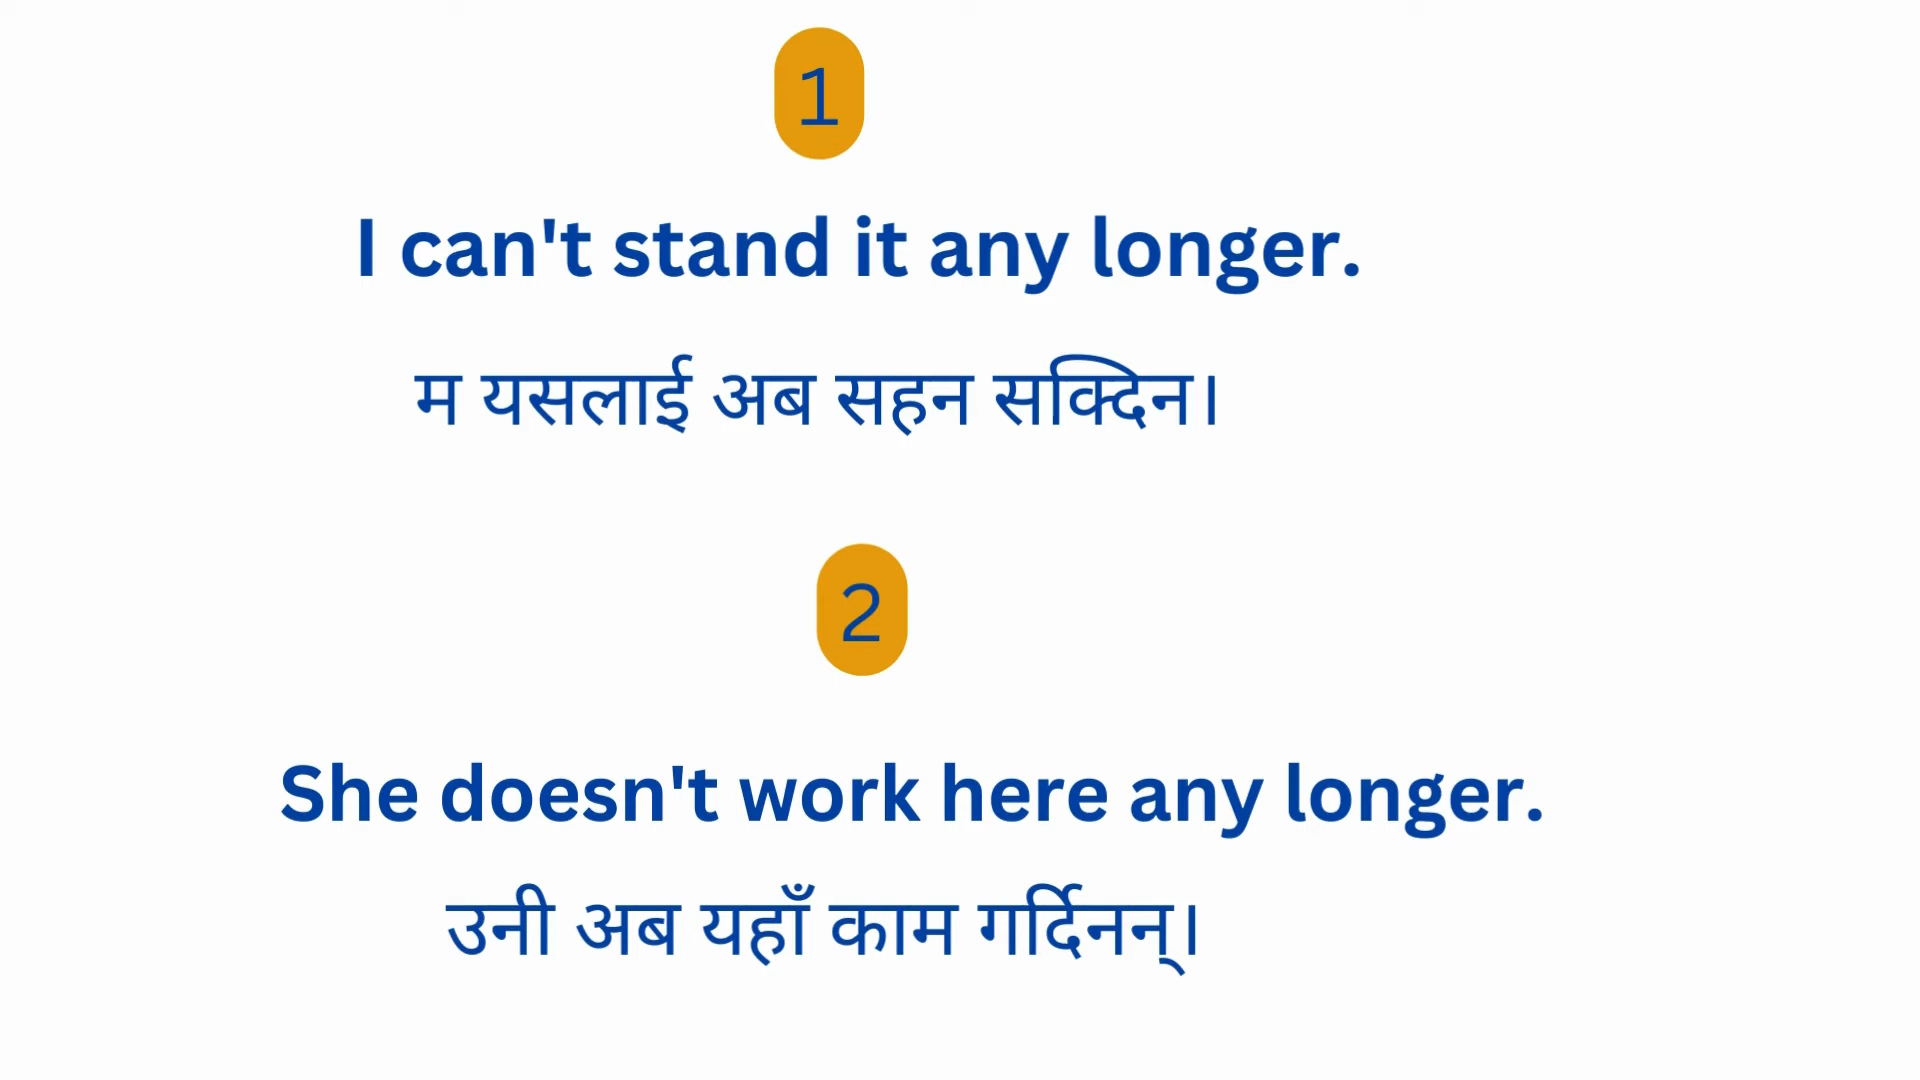 1
I can't stand it any longer.
म यसलाई अब सहन सक्दिन।
2
She doesn't work here any longer.
उनी अब यहाँ काम गर्दिनन्।